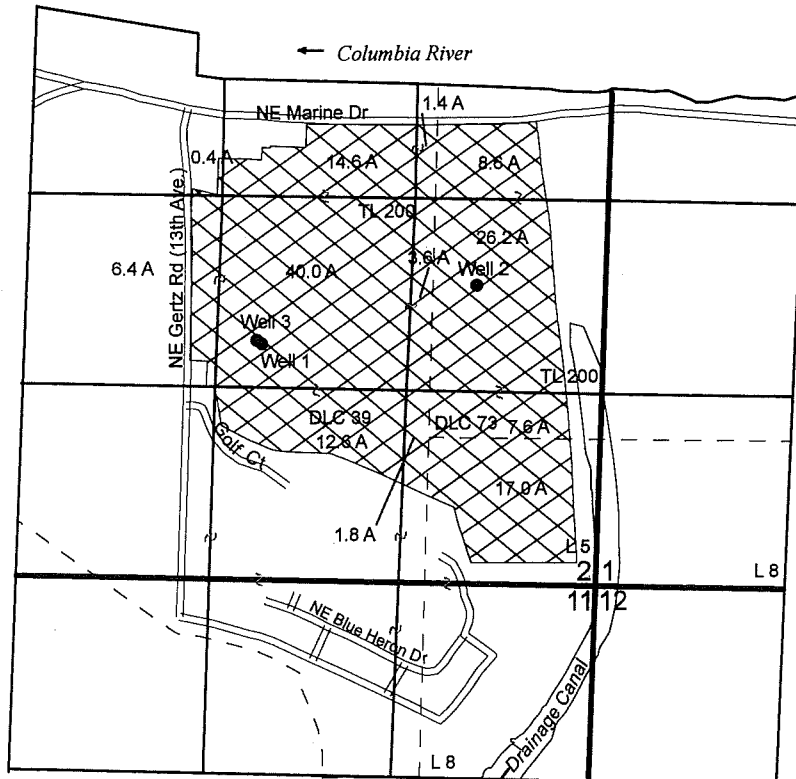 Columbia River
NE Marine Dr
1.4 A
0.4 A
14.6 A
8.6 A
TL 200
26.2 A
3.6 A
6.4 A
40.0 A
Well 2
NE Gertz Rd (13th Ave.)
Well 3
Well 1
TL 200
DLC 39
12.6 A
DLC 73
7.6 A
Golf Ct
17.0 A
1.8 A
L 5
2 1
L 8
11 12
NE Blue Heron Dr
Drainage Canal
L 8